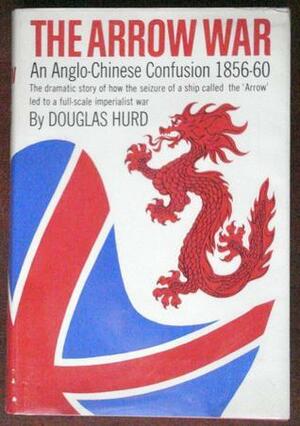 THE ARROW WAR
An Anglo-Chinese Confusion 1856-60
The dramatic story of how the seizure of a ship called the 'Arrow'
led to a full-scale imperialist war
By DOUGLAS HURD